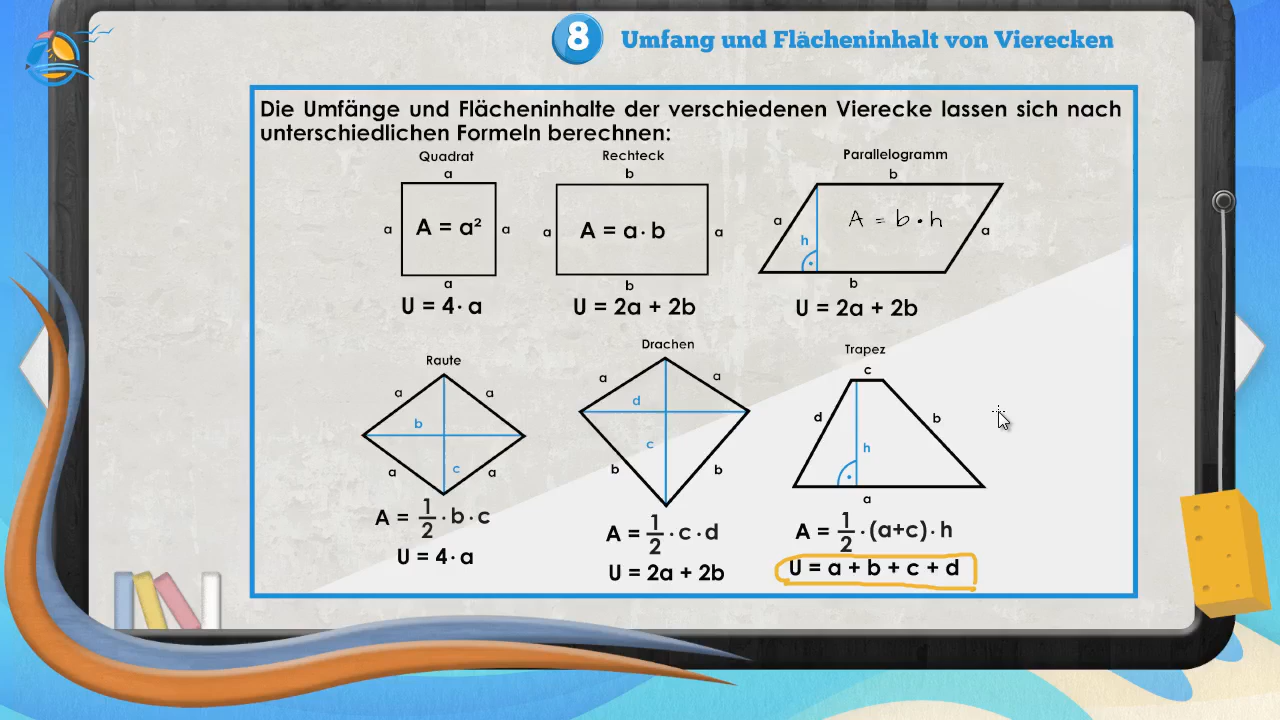 8 Umfang und Flächeninhalt von Vierecken
Die Umfänge und Flächeninhalte der verschiedenen Vierecke lassen sich nach
unterschiedlichen Formeln berechnen:
Quadrat
a
a
A = a²
a
a
U = 4 · a
Rechteck
b
a
A = a · b
a
b
U = 2a + 2b
Parallelogramm
b
a
h
A = b · h
a
b
U = 2a + 2b
Raute
a
a
b
c
a
a
A = 1/2 · b · c
U = 4 · a
Drachen
a
a
d
c
b
b
A = 1/2 · c · d
U = 2a + 2b
Trapez
c
d
b
h
a
A = 1/2 · (a+c) · h
U = a + b + c + d